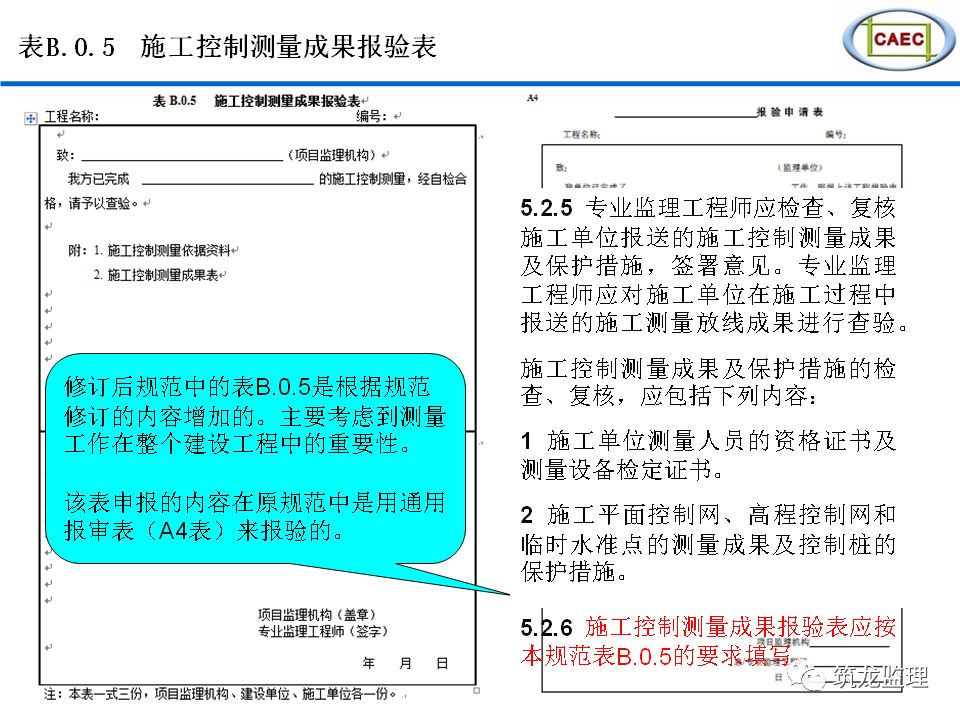 表B.0.5 施工控制测量成果报验表
CAEC
表 B.0.5 施工控制测量成果报验表
工程名称: 编号:
致: (项目监理机构)
我方已完成 的施工控制测量,经自检合
格,请予以查验。
附:1. 施工控制测量依据资料
2. 施工控制测量成果表
修订后规范中的表B.0.5是根据规范
修订的内容增加的。主要考虑到测量
工作在整个建设工程中的重要性。
该表申报的内容在原规范中是用通用
报审表(A4表)来报验的。
项目监理机构(盖章)
专业监理工程师(签字)
年 月 日
注:本表一式三份,项目监理机构、建设单位、施工单位各一份。
A4
报验申请表
工程名称: 编号:
致: (监理单位)
5.2.5 专业监理工程师应检查、复核
施工单位报送的施工控制测量成果
及保护措施,签署意见。专业监理
工程师应对施工单位在施工过程中
报送的施工测量放线成果进行查验。
施工控制测量成果及保护措施的检
查、复核,应包括下列内容:
1 施工单位测量人员的资格证书及
测量设备检定证书。
2 施工平面控制网、高程控制网和
临时水准点的测量成果及控制桩的
保护措施。
5.2.6 施工控制测量成果报验表应按
本规范表B.0.5的要求填写
项目监理机构
日
筑龙监理